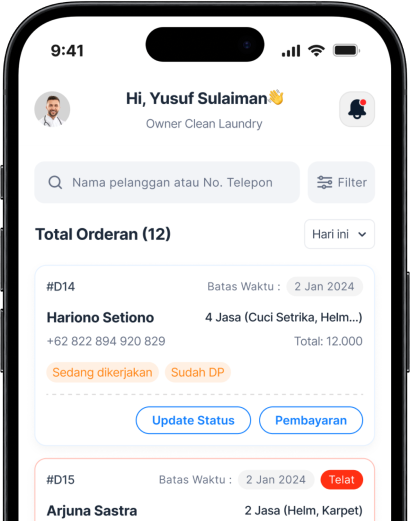 9:41
Hi, Yusuf Sulaiman👋
Owner Clean Laundry
Nama pelanggan atau No. Telepon
Filter
Total Orderan (12)
Hari ini
#D14
Batas Waktu : 2 Jan 2024
Hariono Setiono
4 Jasa (Cuci Setrika, Helm...)
+62 822 894 920 829
Total: 12.000
Sedang dikerjakan
Sudah DP
Update Status
Pembayaran
#D15
Batas Waktu : 2 Jan 2024
Telat
Arjuna Sastra
2 Jasa (Helm, Karpet)